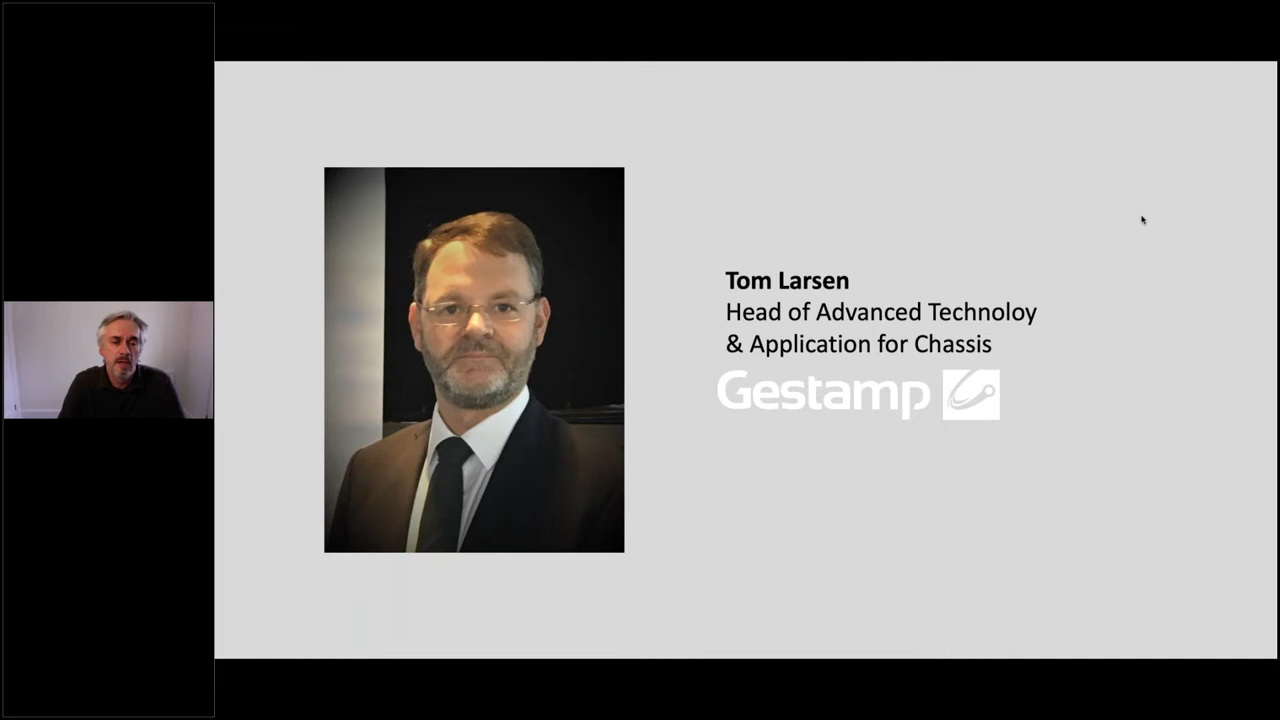 Tom Larsen
Head of Advanced Technoloy
& Application for Chassis
Gestamp